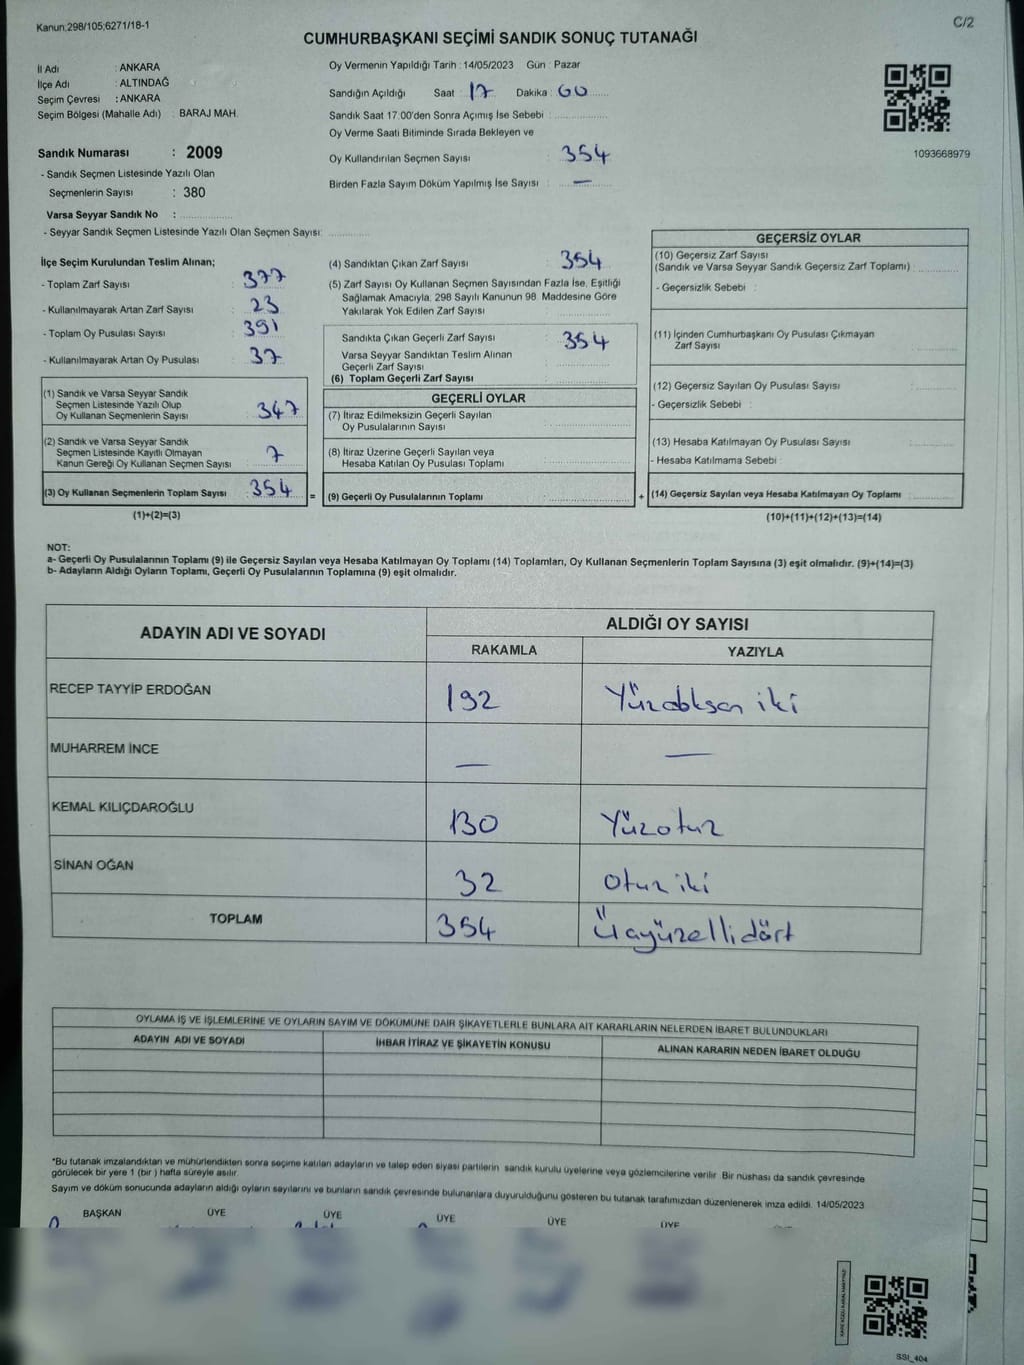 Kanun:298/105;6271/18-1
C/2
CUMHURBAŞKANI SEÇİMİ SANDIK SONUÇ TUTANAĞI
İl Adı : ANKARA
İlçe Adı : ALTINDAĞ
Seçim Çevresi : ANKARA
Seçim Bölgesi (Mahalle Adı) : BARAJ MAH.
Oy Vermenin Yapıldığı Tarih : 14/05/2023 Gün : Pazar
Sandığın Açıldığı Saat : 17 Dakika : 00
Sandık Saat 17.00'den Sonra Açımış İse Sebebi :
Oy Verme Saati Bitiminde Sırada Bekleyen ve
Oy Kullandırılan Seçmen Sayısı : 354
Birden Fazla Sayım Döküm Yapılmış İse Sayısı : —
1093668979
Sandık Numarası : 2009
- Sandık Seçmen Listesinde Yazılı Olan
Seçmenlerin Sayısı : 380
Varsa Seyyar Sandık No :
- Seyyar Sandık Seçmen Listesinde Yazılı Olan Seçmen Sayısı:
İlçe Seçim Kurulundan Teslim Alınan;
- Toplam Zarf Sayısı : 377
- Kullanılmayarak Artan Zarf Sayısı : 23
- Toplam Oy Pusulası Sayısı : 391
- Kullanılmayarak Artan Oy Pusulası : 37
(1) Sandık ve Varsa Seyyar Sandık
Seçmen Listesinde Yazılı Olup
Oy Kullanan Seçmenlerin Sayısı : 347
(2) Sandık ve Varsa Seyyar Sandık
Seçmen Listesinde Kayıtlı Olmayan
Kanun Gereği Oy Kullanan Seçmen Sayısı : 7
(3) Oy Kullanan Seçmenlerin Toplam Sayısı : 354
(1)+(2)=(3)
(4) Sandıktan Çıkan Zarf Sayısı : 354
(5) Zarf Sayısı Oy Kullanan Seçmen Sayısından Fazla İse, Eşitliği
Sağlamak Amacıyla, 298 Sayılı Kanunun 98. Maddesine Göre
Yakılarak Yok Edilen Zarf Sayısı :
Sandıkta Çıkan Geçerli Zarf Sayısı : 354
Varsa Seyyar Sandıktan Teslim Alınan
Geçerli Zarf Sayısı :
(6) Toplam Geçerli Zarf Sayısı :
GEÇERLİ OYLAR
(7) İtiraz Edilmeksizin Geçerli Sayılan
Oy Pusulalarının Sayısı :
(8) İtiraz Üzerine Geçerli Sayılan veya
Hesaba Katılan Oy Pusulası Toplamı :
= (9) Geçerli Oy Pusulalarının Toplamı :
GEÇERSİZ OYLAR
(10) Geçersiz Zarf Sayısı
(Sandık ve Varsa Seyyar Sandık Geçersiz Zarf Toplamı) :
- Geçersizlik Sebebi :
(11) İçinden Cumhurbaşkanı Oy Pusulası Çıkmayan
Zarf Sayısı :
(12) Geçersiz Sayılan Oy Pusulası Sayısı :
- Geçersizlik Sebebi :
(13) Hesaba Katılmayan Oy Pusulası Sayısı :
- Hesaba Katılmama Sebebi :
+ (14) Geçersiz Sayılan veya Hesaba Katılmayan Oy Toplamı :
(10)+(11)+(12)+(13)=(14)
NOT:
a- Geçerli Oy Pusulalarının Toplamı (9) ile Geçersiz Sayılan veya Hesaba Katılmayan Oy Toplamı (14) Toplamları, Oy Kullanan Seçmenlerin Toplam Sayısına (3) eşit olmalıdır. (9)+(14)=(3)
b- Adayların Aldığı Oyların Toplamı, Geçerli Oy Pusulalarının Toplamına (9) eşit olmalıdır.
ADAYIN ADI VE SOYADI
ALDIĞI OY SAYISI
RAKAMLA YAZIYLA
RECEP TAYYİP ERDOĞAN 192
iki
MUHARREM İNCE — —
KEMAL KILIÇDAROĞLU 130 Yüzotuz
SİNAN OĞAN 32 Otuz iki
TOPLAM 354 Üçyüzellidört
OYLAMA İŞ VE İŞLEMLERİNE VE OYLARIN SAYIM VE DÖKÜMÜNE DAİR ŞİKAYETLERLE BUNLARA AİT KARARLARIN NELERDEN İBARET BULUNDUKLARI
ADAYIN ADI VE SOYADI İHBAR İTİRAZ VE ŞİKAYETİN KONUSU ALINAN KARARIN NEDEN İBARET OLDUĞU
*Bu tutanak imzalandıktan ve mühürlendikten sonra seçime katılan adayların ve talep eden siyasi partilerin sandık kurulu üyelerine veya gözlemcilerine verilir. Bir nushası da sandık çevresinde
görülecek bir yere 1 (bir ) hafta süreyle asılır.
Sayım ve döküm sonucunda adayların aldığı oyların sayılarını ve bunların sandık çevresinde bulunanlara duyurulduğunu gösteren bu tutanak tarafımızdan düzenlenerek imza edildi. 14/05/2023
BAŞKAN ÜYE ÜYE ÜYE ÜYE ÜYE
SSI_404